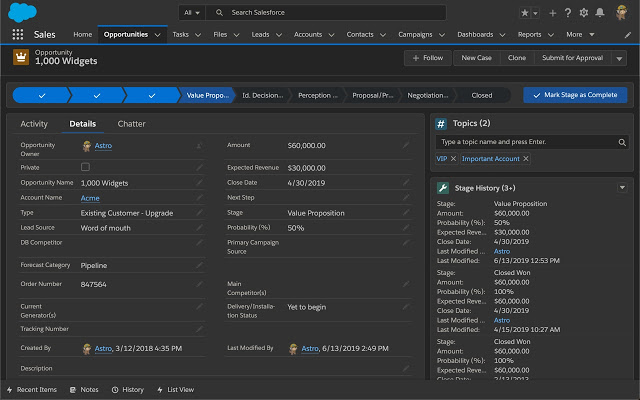 All
Search Salesforce
Sales
Home
Opportunities
Tasks
Files
Leads
Accounts
Contacts
Campaigns
Dashboards
Reports
More
Opportunity
1,000 Widgets
+ Follow
New Case
Clone
Submit for Approval
Value Propo...
Id. Decision...
Perception ...
Proposal/Pr...
Negotiation...
Closed
Mark Stage as Complete
Activity
Details
Chatter
Opportunity Owner
Astro
Amount
$60,000.00
Private
Expected Revenue
$30,000.00
Opportunity Name
1,000 Widgets
Close Date
4/30/2019
Account Name
Acme
Next Step
Type
Existing Customer - Upgrade
Stage
Value Proposition
Lead Source
Word of mouth
Probability (%)
50%
DB Competitor
Primary Campaign Source
Forecast Category
Pipeline
Order Number
847564
Main Competitor(s)
Current Generator(s)
Delivery/Installation Status
Yet to begin
Tracking Number
Created By
Astro, 3/12/2018 4:35 PM
Last Modified By
Astro, 6/13/2019 2:49 PM
Description
Topics (2)
Type a topic name and press Enter.
VIP
Important Account
Stage History (3+)
Stage: Value Proposition
Amount: $60,000.00
Probability (%): 50%
Expected Reve... $30,000.00
Close Date: 4/30/2019
Last Modified ... Astro
Last Modified: 6/13/2019 12:53 PM
Stage: Closed Won
Amount: $60,000.00
Probability (%): 100%
Expected Reve... $60,000.00
Close Date: 4/30/2019
Last Modified ... Astro
Last Modified: 4/15/2019 10:27 AM
Stage: Closed Won
Amount: $60,000.00
Probability (%): 100%
Expected Reve... $60,000.00
Recent Items
Notes
History
List View